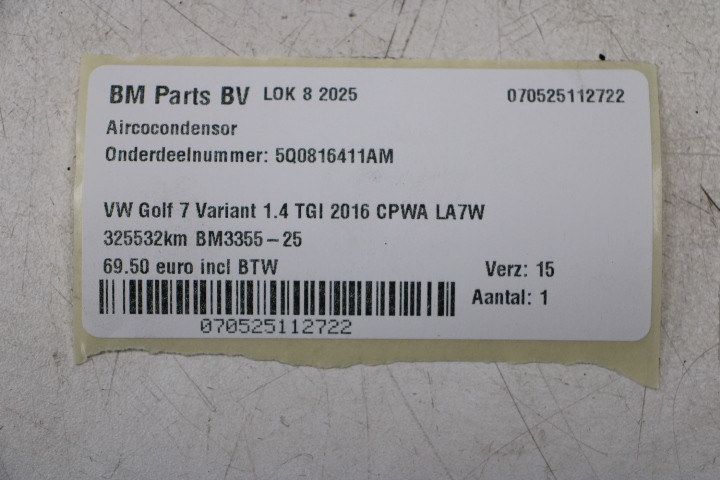 BM Parts BV LOK 8 2025 070525112722
Aircocondensor
Onderdeelnummer: 5Q0816411AM
VW Golf 7 Variant 1.4 TGI 2016 CPWA LA7W
325532km BM3355-25
69.50 euro incl BTW Verz: 15
Aantal: 1
070525112722